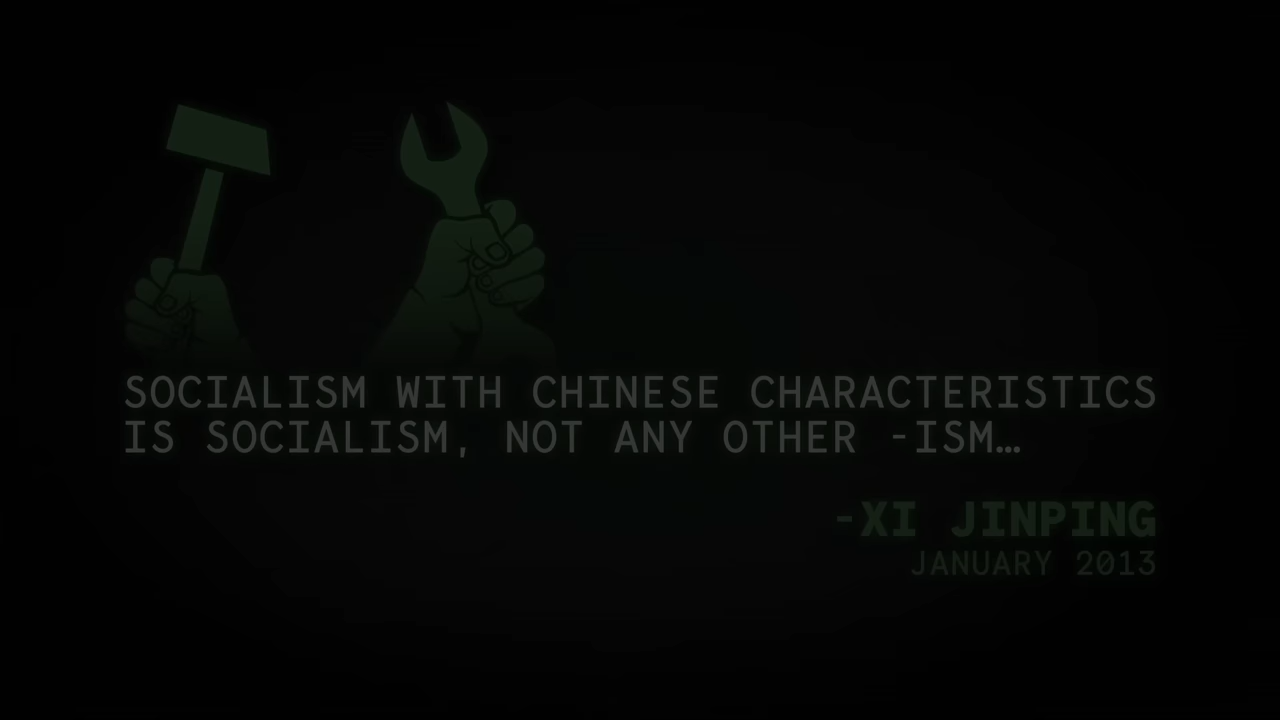 SOCIALISM WITH CHINESE CHARACTERISTICS
IS SOCIALISM, NOT ANY OTHER -ISM…
-XI JINPING
JANUARY 2013